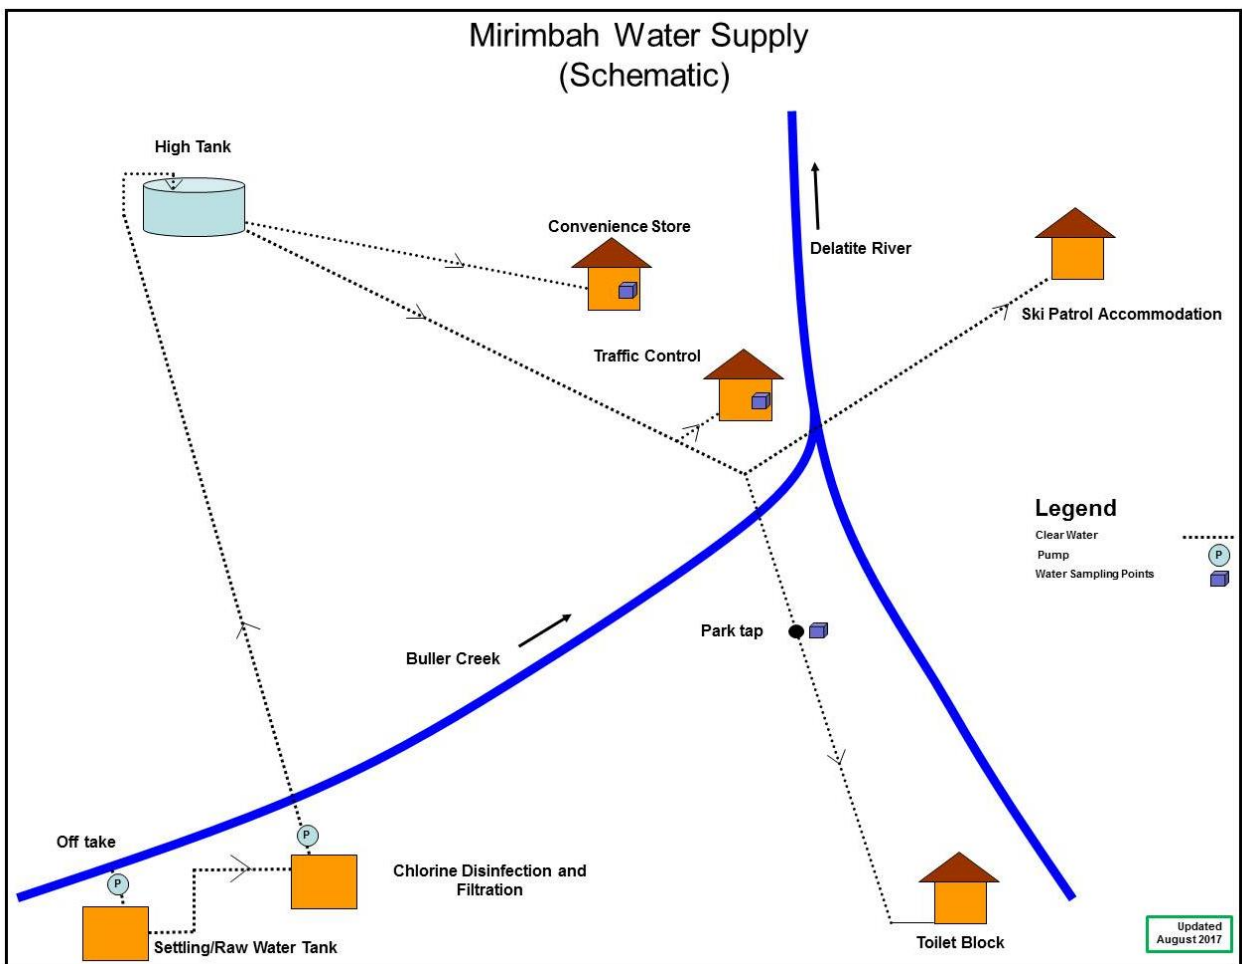 Mirimbah Water Supply
(Schematic)
High Tank
Convenience Store
Delatite River
Ski Patrol Accommodation
Traffic Control
Legend
Clear Water
Pump
P
Water Sampling Points
Park tap
Buller Creek
Off take
P
P
Chlorine Disinfection and
Filtration
Settling/Raw Water Tank
Toilet Block
Updated
August 2017